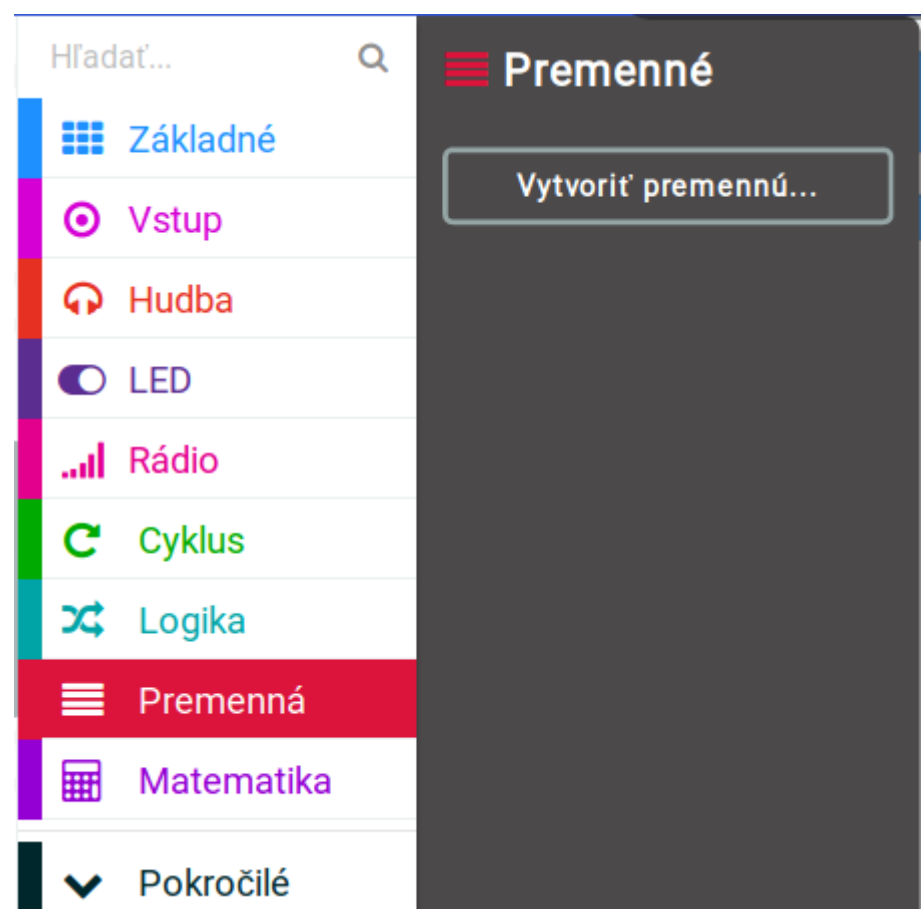 Hľadať...
Základné
Vstup
Hudba
LED
Rádio
Cyklus
Logika
Premenná
Matematika
Pokročilé
Premenné
Vytvoriť premennú...